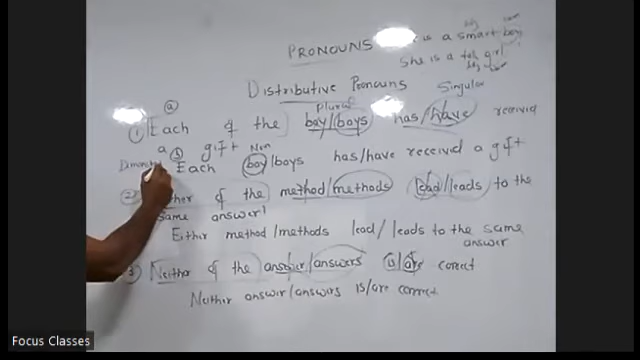 PRONOUNS is a smart boy
She is a tall girl
Distributive Pronouns Singular
Plural
(a)
(1) Each of the boy/boys has/have received
a gift
(b) Each boy/boys has/have received a gift
(2) of the method/methods lead/leads to the
same answer
Eithir method/methods lead/leads to the same
answer
(3) Neither of the answer/answers is/are correct
Neithir answer/answers is/are correct
Focus Classes